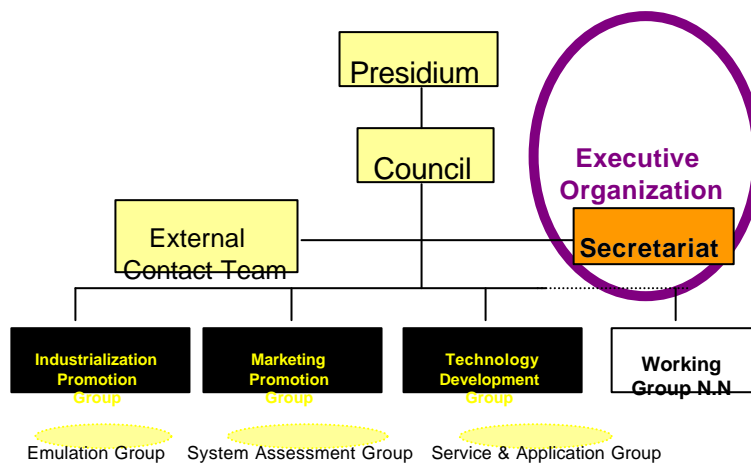 Presidium
Council
Executive
Organization
External
Contact Team
Secretariat
Industrialization
Promotion
Group
Marketing
Promotion
Group
Technology
Development
Group
Working
Group N.N
Emulation Group
System Assessment Group
Service & Application Group